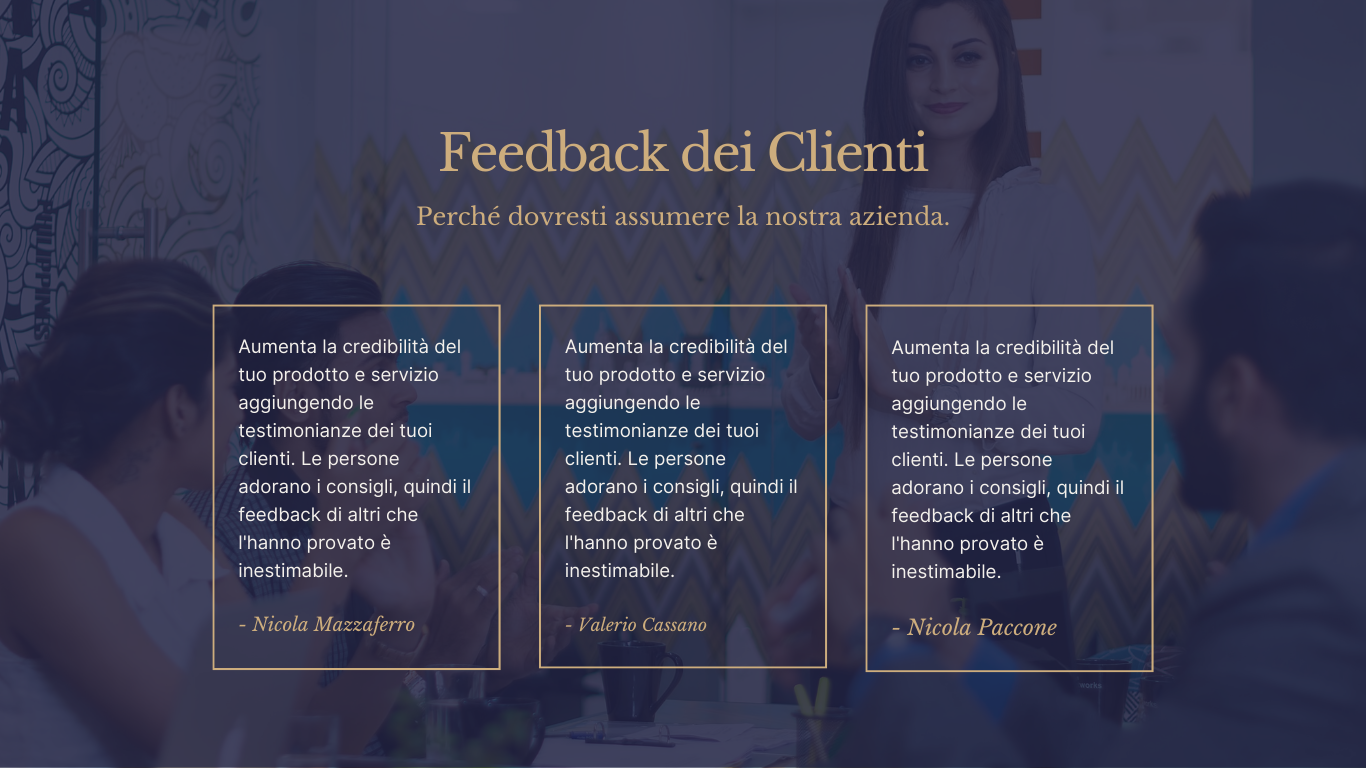 Feedback dei Clienti
Perché dovresti assumere la nostra azienda.
Aumenta la credibilità del
tuo prodotto e servizio
aggiungendo le
testimonianze dei tuoi
clienti. Le persone
adorano i consigli, quindi il
feedback di altri che
l'hanno provato è
inestimabile.
- Nicola Mazzaferro
Aumenta la credibilità del
tuo prodotto e servizio
aggiungendo le
testimonianze dei tuoi
clienti. Le persone
adorano i consigli, quindi il
feedback di altri che
l'hanno provato è
inestimabile.
- Valerio Cassano
Aumenta la credibilità del
tuo prodotto e servizio
aggiungendo le
testimonianze dei tuoi
clienti. Le persone
adorano i consigli, quindi il
feedback di altri che
l'hanno provato è
inestimabile.
- Nicola Paccone